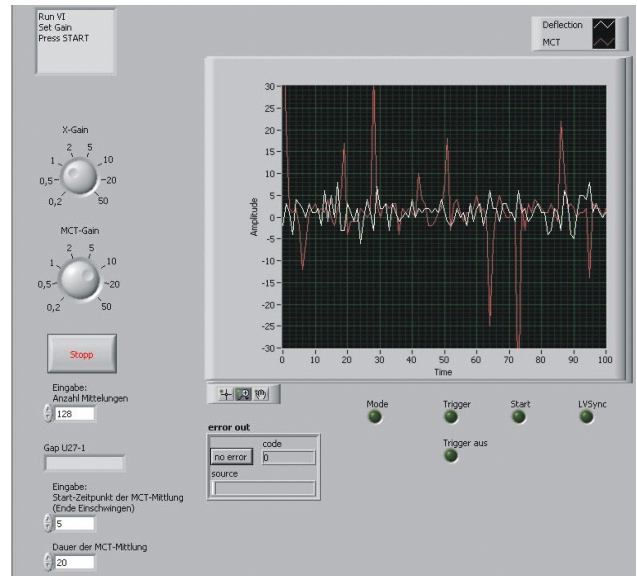 Run VI
Set Gain
Press START
Deflection
MCT
X-Gain
0,2
0,5
1
2
5
10
20
50
MCT-Gain
0,2
0,5
1
2
5
10
20
50
Stopp
Eingabe:
Anzahl Mittelungen
128
Gap U27-1
Eingabe:
Start-Zeitpunkt der MCT-Mittlung
(Ende Einschwingen)
5
Dauer der MCT-Mittlung
20
Amplitude
30
25
20
15
10
5
0
-5
-10
-15
-20
-25
-30
0 10 20 30 40 50 60 70 80 90 100
Time
Mode Trigger Start LVSync
Trigger aus
error out
code
no error 0
source